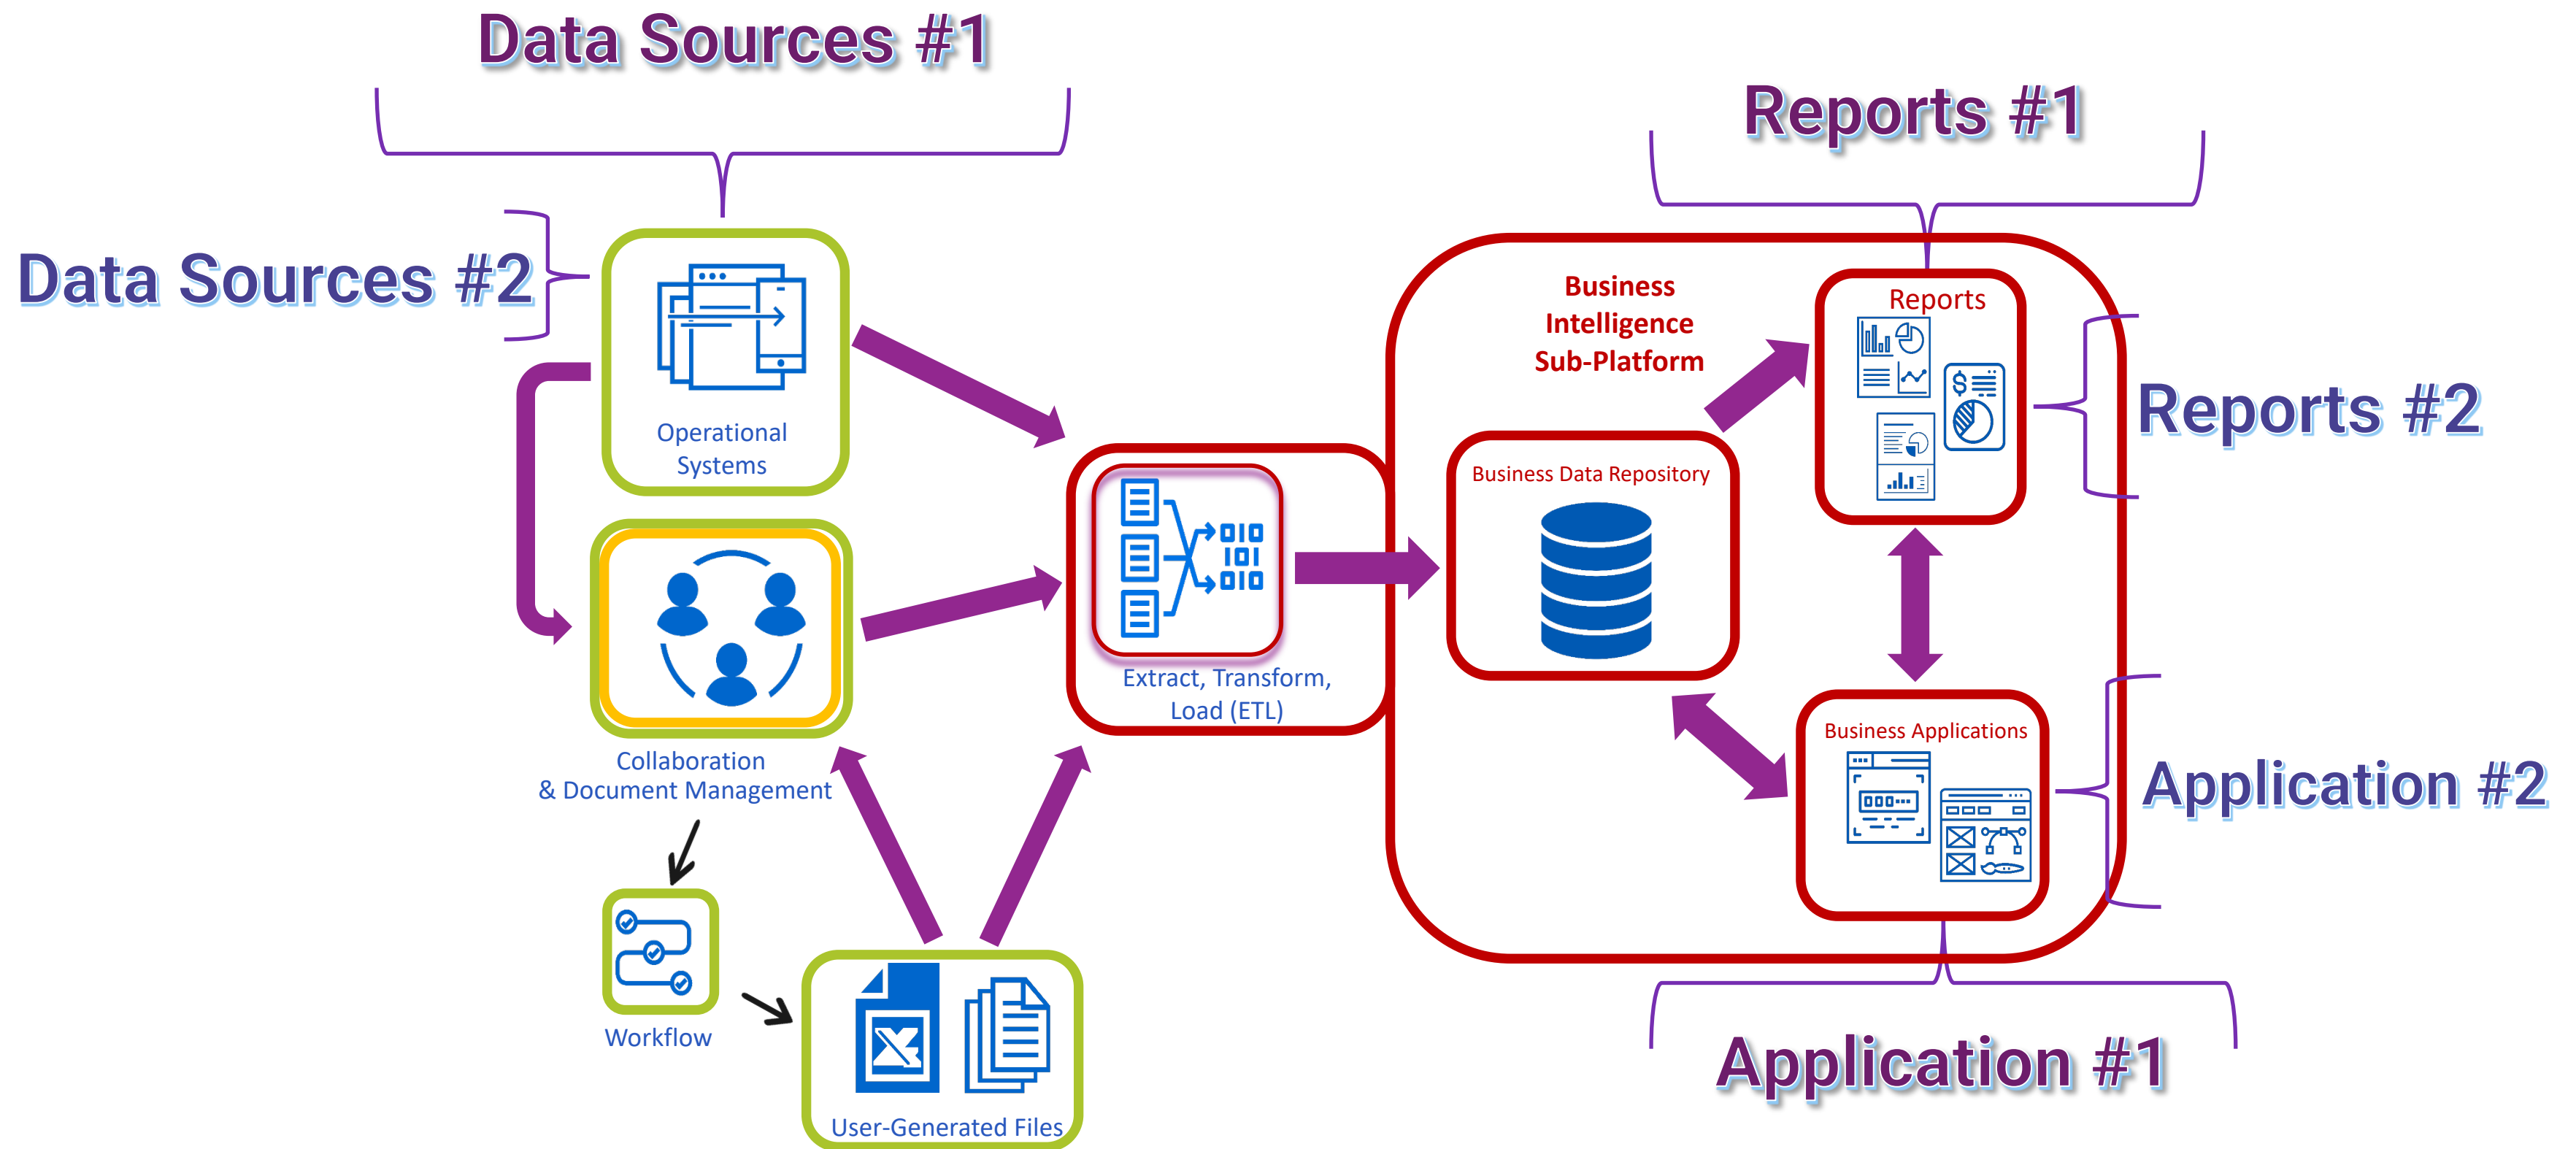 Data Sources #1
Reports #1
Data Sources #2
Business
Intelligence
Sub-Platform
Reports
Reports #2
Operational
Systems
Business Data Repository
Extract, Transform,
Load (ETL)
Collaboration
& Document Management
Business Applications
Application #2
Workflow
User-Generated Files
Application #1